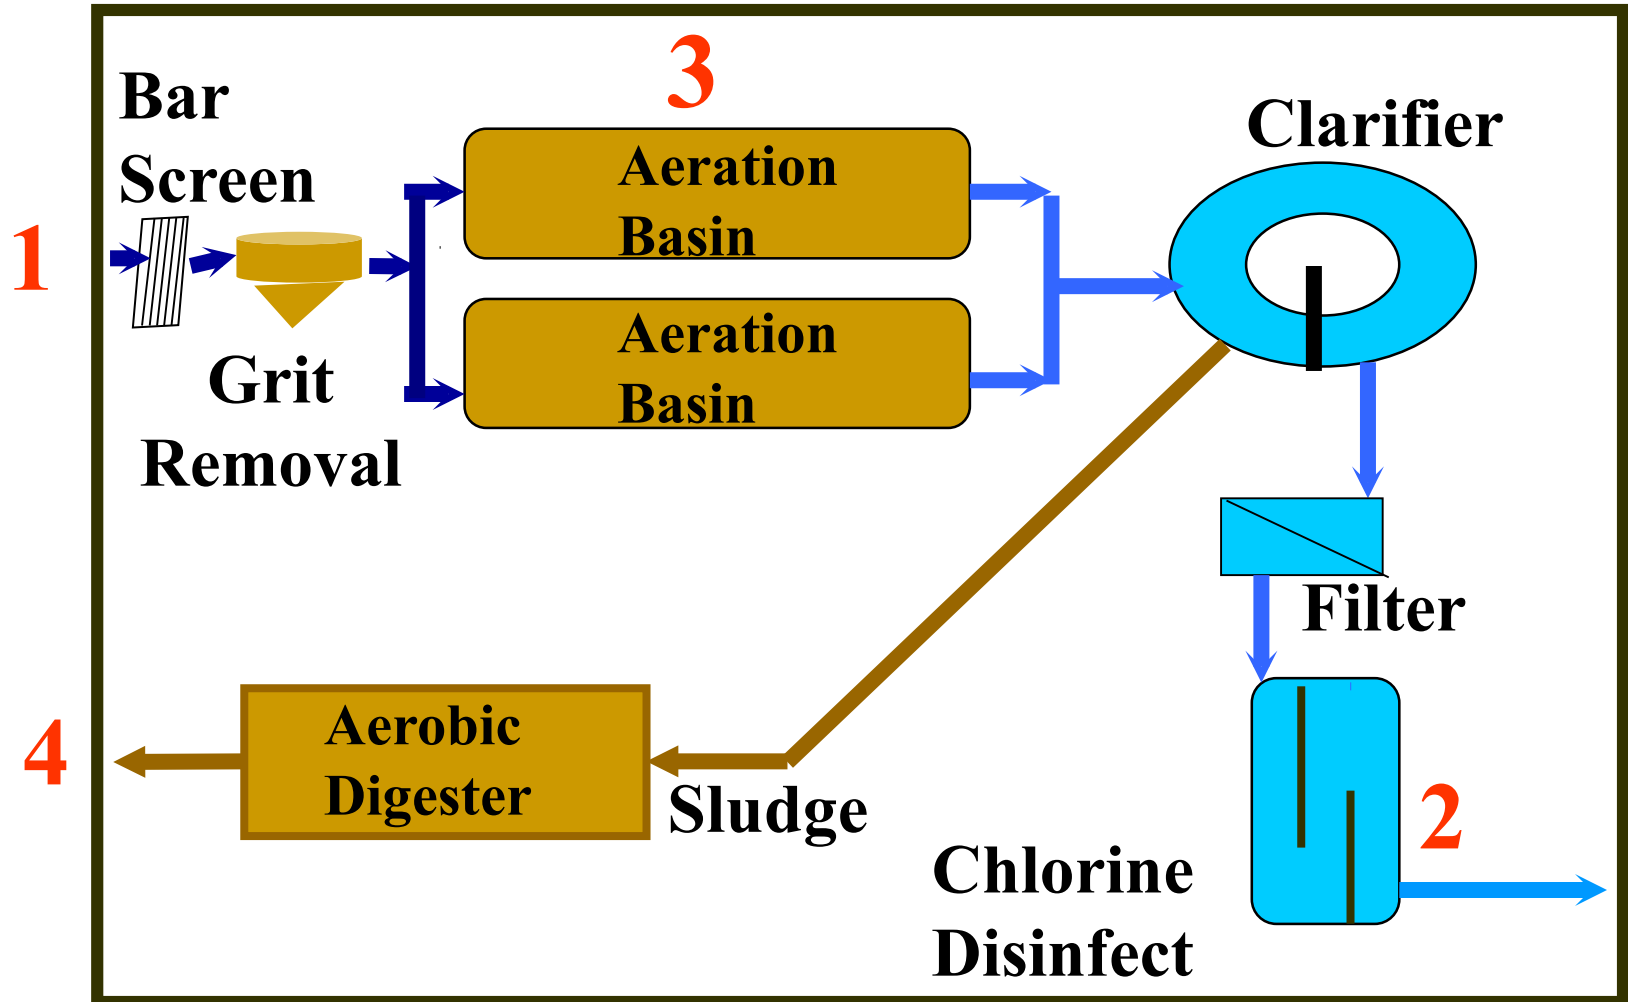 3
Bar
Screen
Clarifier
Aeration
Basin
1
Aeration
Basin
Grit
Removal
Filter
4
Aerobic
Digester
Sludge
2
Chlorine
Disinfect